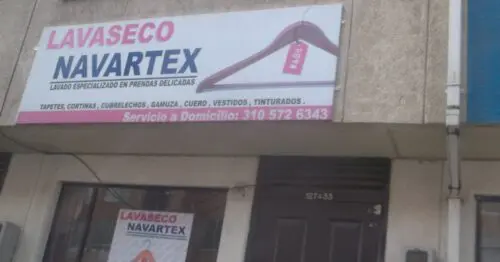 LAVASECO
NAVARTEX
LAVADO ESPECIALIZADO EN PRENDAS DELICADAS
TAPETES, CORTINAS, CUBRELECHOS, GAMUZA, CUERO, VESTIDOS, TINTURADOS.
Servicio a Domicilio: 310 572 6343
LAVASECO
NAVARTEX